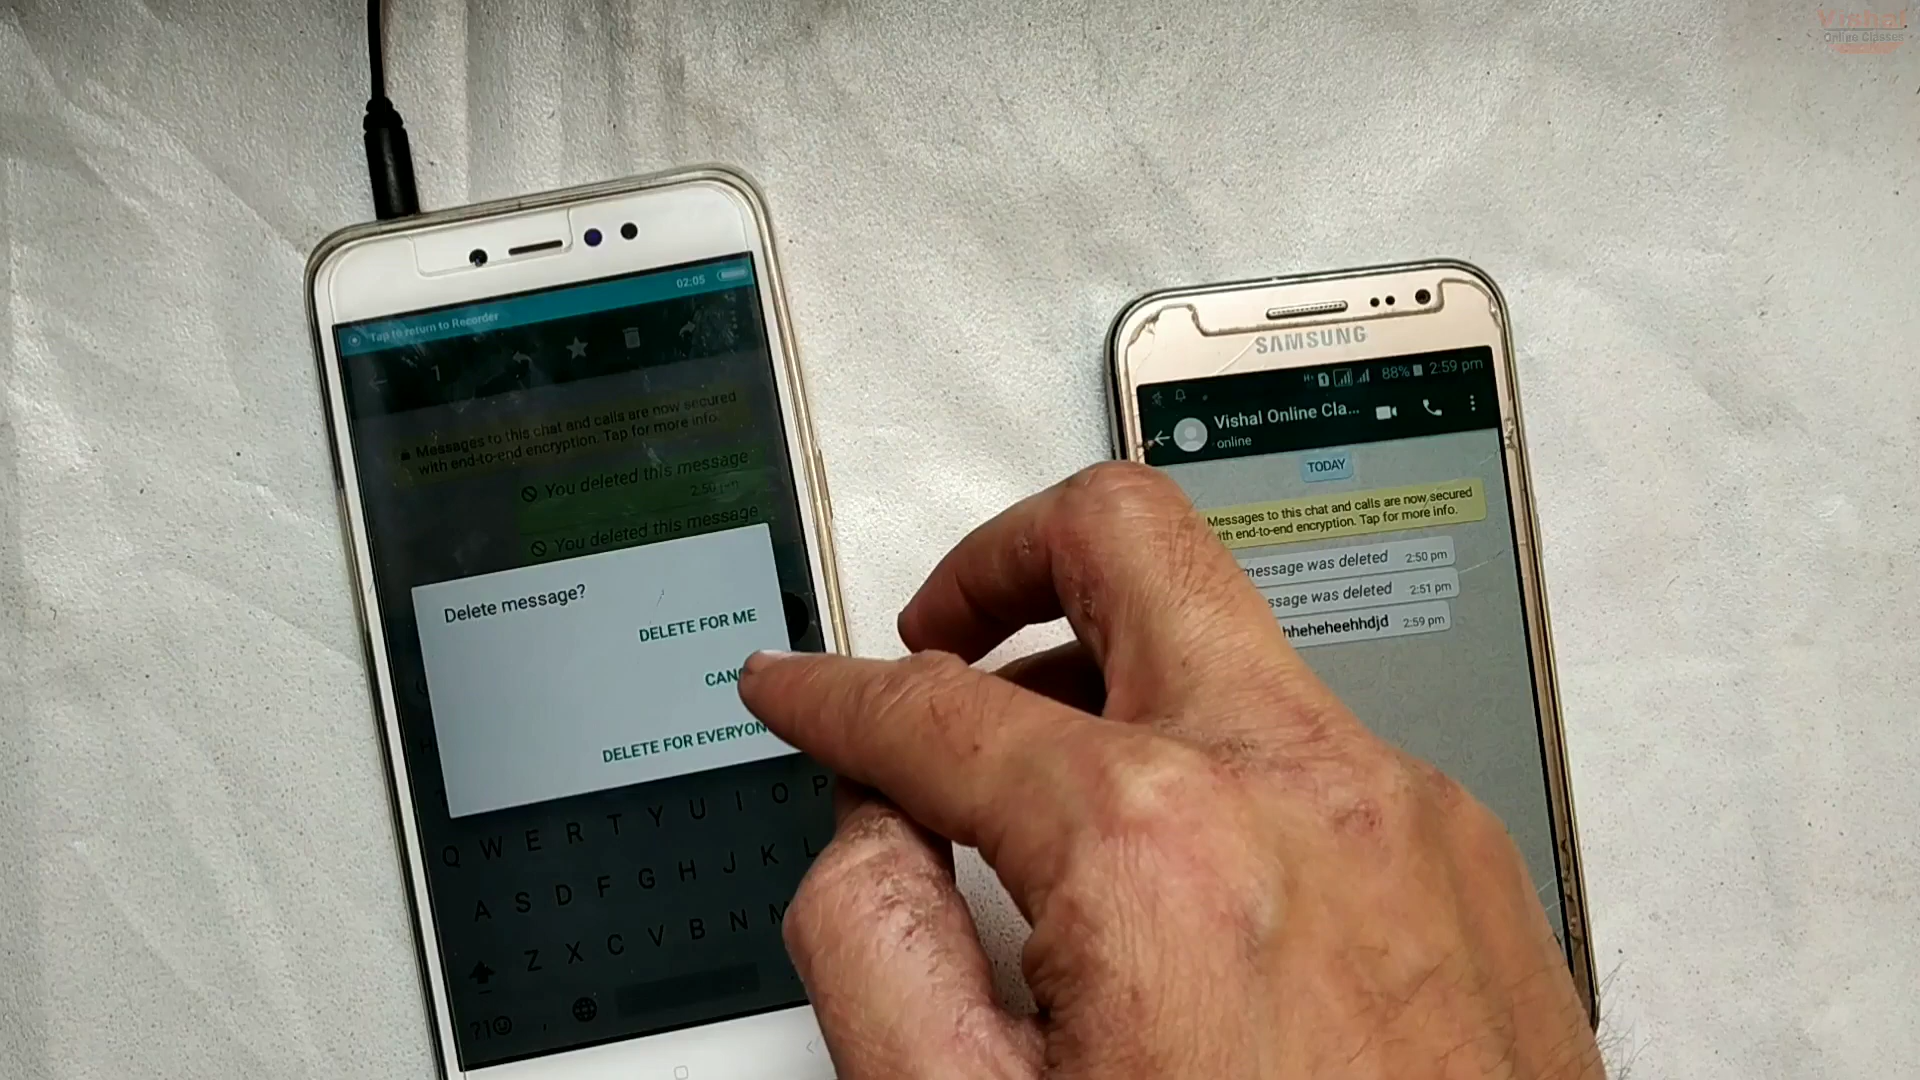 Vishal
Online Classes
02:05
Tap to return to Recorder
1
Messages to this chat and calls are now secured
with end-to-end encryption. Tap for more info.
You deleted this message
2:50 pm
You deleted this message
Delete message?
DELETE FOR ME
CANC
DELETE FOR EVERYON
Q W E R T Y U I O P
A S D F G H J K L
Z X C V B N M
?1☺ ,
SAMSUNG
88% 2:59 pm
Vishal Online Cla...
online
TODAY
Messages to this chat and calls are now secured
ith end-to-end encryption. Tap for more info.
message was deleted 2:50 pm
ssage was deleted 2:51 pm
hheheheehhdjd 2:59 pm